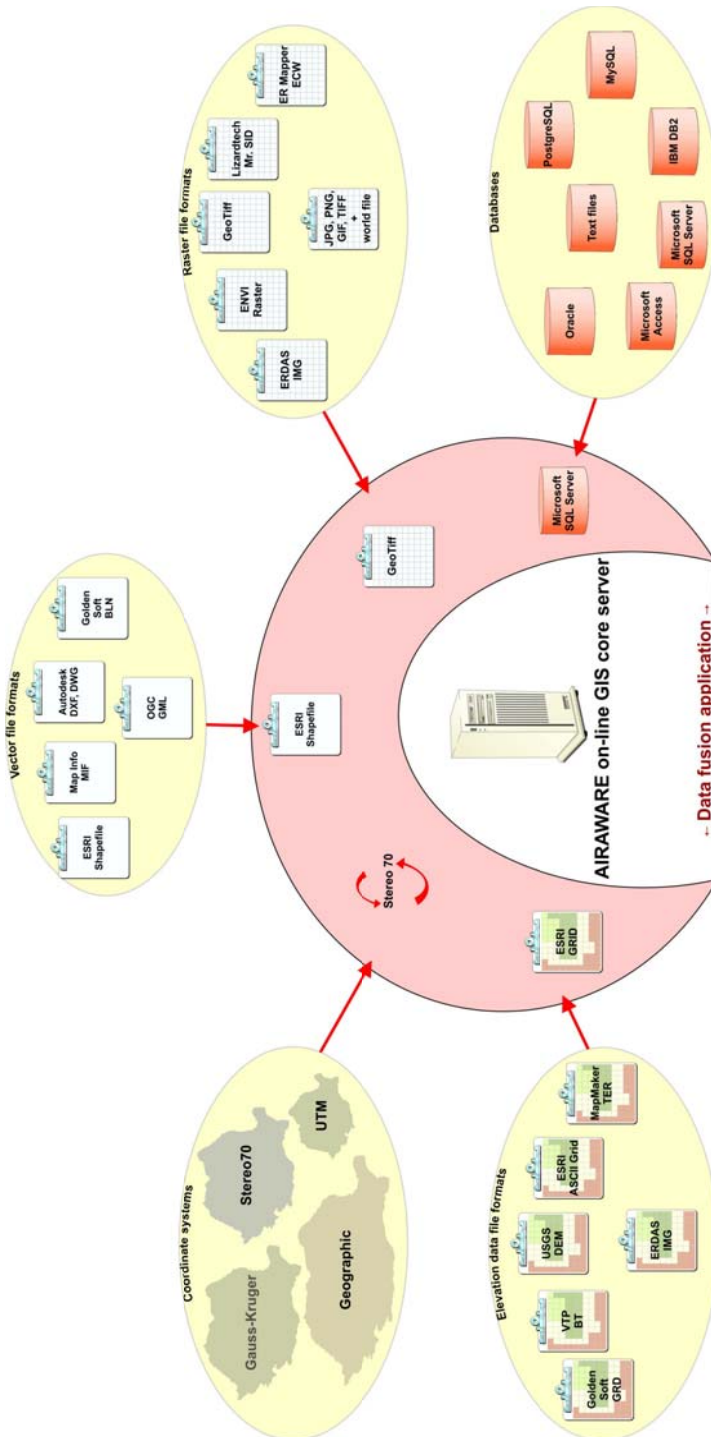 Coordinate systems
Gauss-Kruger
Stereo70
Geographic
UTM
Vector file formats
ESRI
Shapefile
Map Info
MIF
Autodesk
DXF, DWG
Golden
Soft
BLN
OGC
GML
Raster file formats
ERDAS
IMG
ENVI
Raster
GeoTiff
Lizardtech
Mr. SID
ER Mapper
ECW
JPG, PNG,
GIF, TIFF
+
world file
Stereo 70
ESRI
Shapefile
GeoTiff
Elevation data file formats
Golden
Soft
GRD
VTP
BT
USGS
DEM
ESRI
ASCII Grid
MapMaker
TER
ERDAS
IMG
ESRI
GRID
Microsoft
SQL Server
Databases
Oracle
Text files
PostgreSQL
MySQL
Microsoft
Access
Microsoft
SQL Server
IBM DB2
AIRAWARE on-line GIS core server
← Data fusion application →